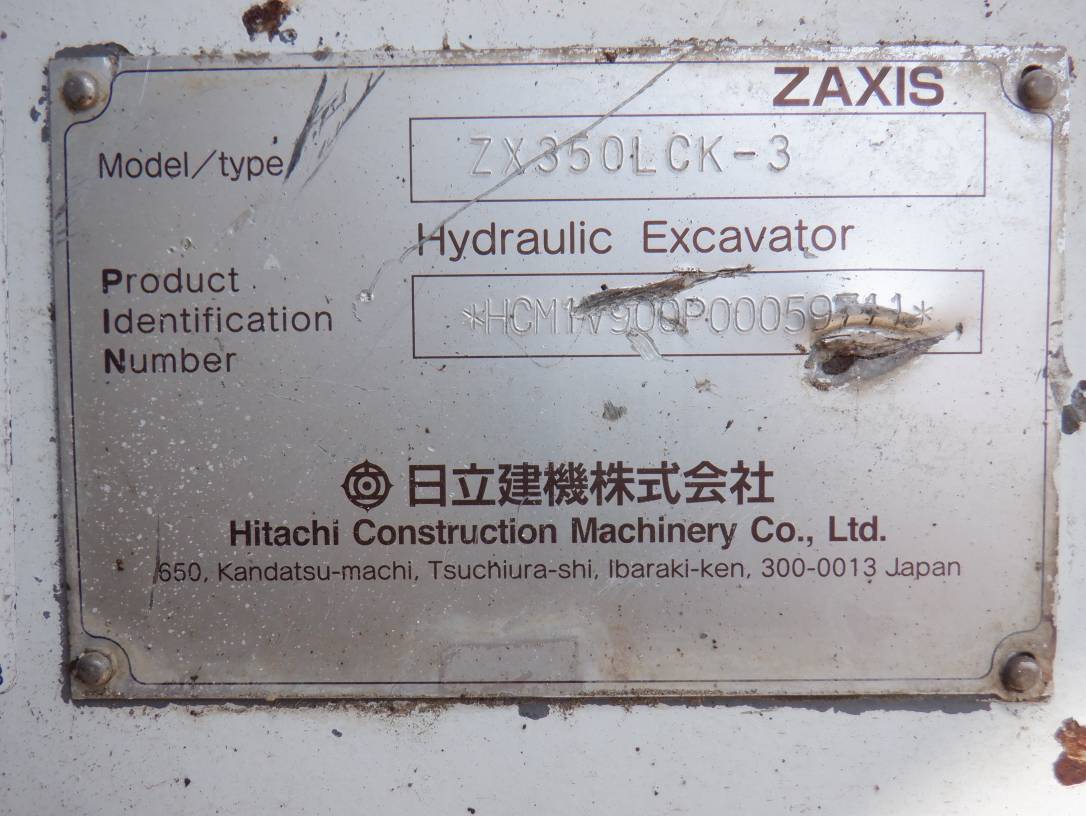 ZAXIS
Model/type ZX350LCK-3
Hydraulic Excavator
Product
Identification
Number
日立建機株式会社
Hitachi Construction Machinery Co., Ltd.
650, Kandatsu-machi, Tsuchiura-shi, Ibaraki-ken, 300-0013 Japan